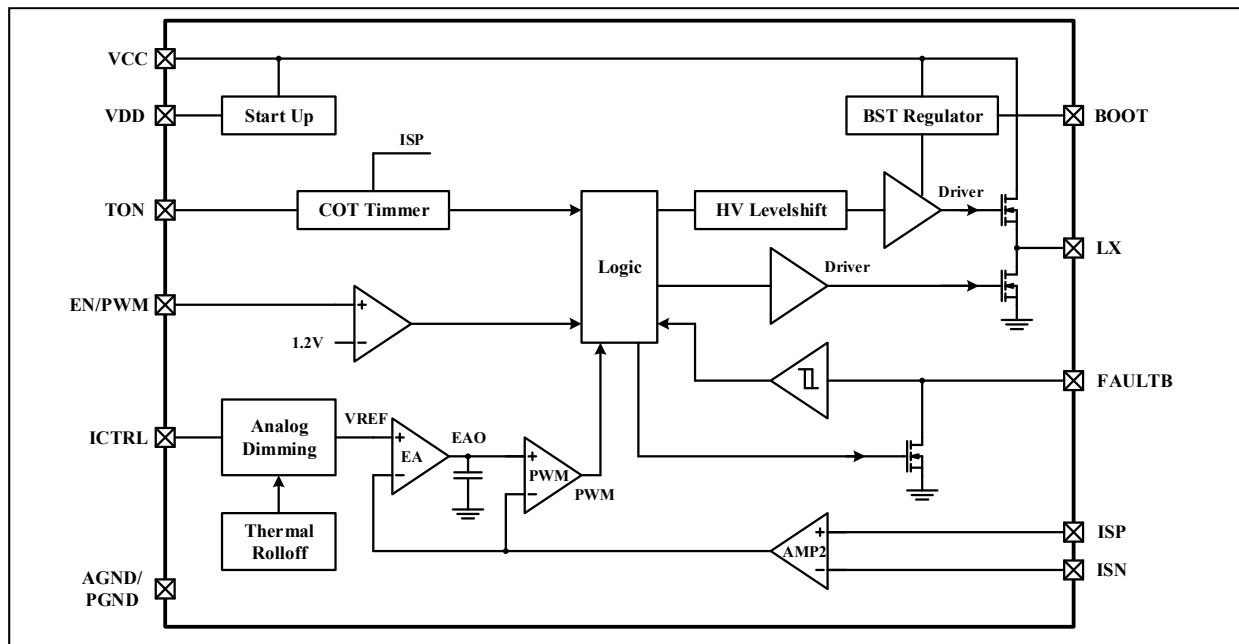 VCC
VDD
Start Up
BST Regulator
BOOT
ISP
TON
COT Timmer
HV Levelshift
Driver
Logic
LX
Driver
EN/PWM
+
1.2V
−
FAULTB
ICTRL
Analog
Dimming
VREF
+
EA
−
EAO
+
PWM
−
PWM
Thermal
Rolloff
+
AMP2
−
ISP
ISN
AGND/
PGND